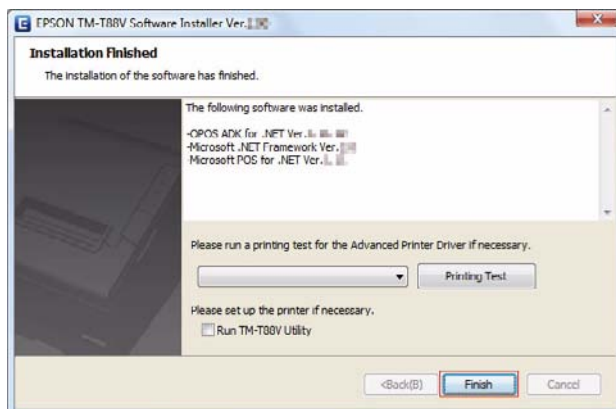 EPSON TM-T88V Software Installer Ver.
Installation Finished
The installation of the software has finished.
The following software was installed.
-OPOS ADK for .NET Ver.
-Microsoft .NET Framework Ver.
-Microsoft POS for .NET Ver.
Please run a printing test for the Advanced Printer Driver if necessary.
Printing Test
Please set up the printer if necessary.
Run TM-T88V Utility
<Back(B) Finish Cancel